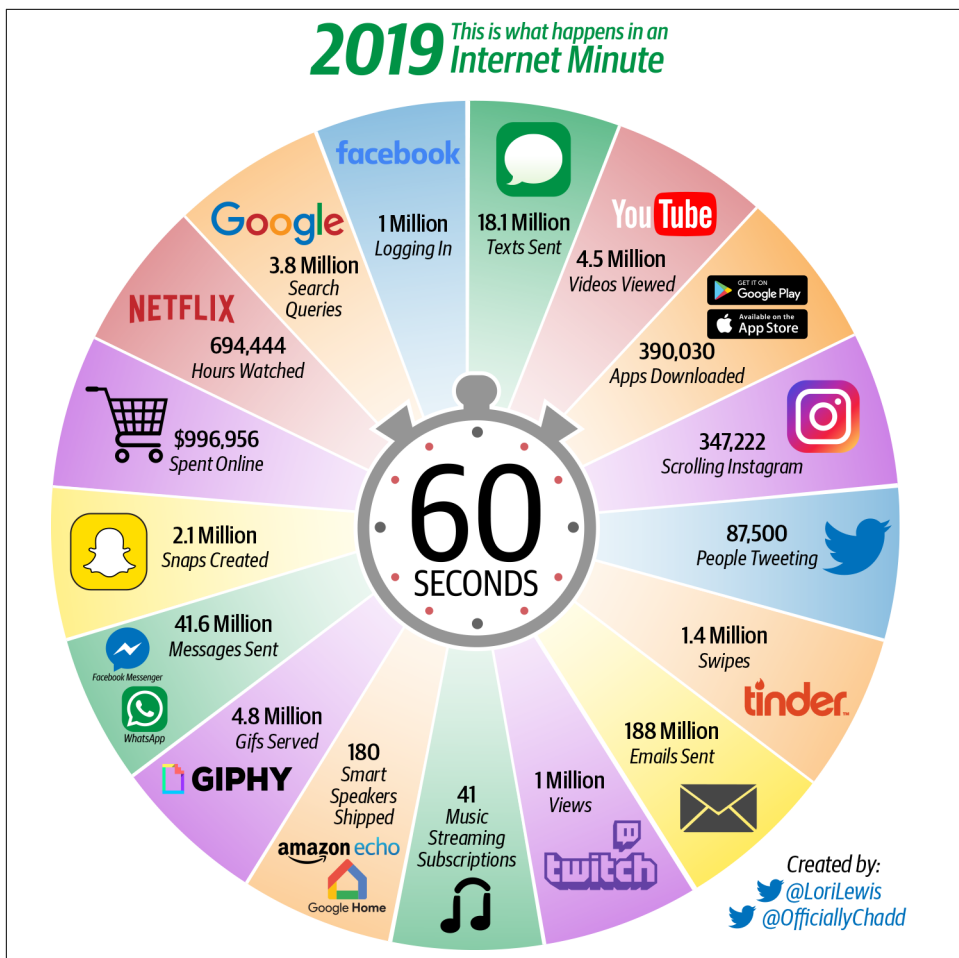 2019 This is what happens in an
Internet Minute
facebook
1 Million
Logging In
18.1 Million
Texts Sent
YouTube
4.5 Million
Videos Viewed
GET IT ON
Google Play
Available on the
App Store
390,030
Apps Downloaded
347,222
Scrolling Instagram
87,500
People Tweeting
1.4 Million
Swipes
tinder
188 Million
Emails Sent
1 Million
Views
twitch
41
Music
Streaming
Subscriptions
180
Smart
Speakers
Shipped
amazon echo
Google Home
4.8 Million
Gifs Served
GIPHY
41.6 Million
Messages Sent
Facebook Messenger
WhatsApp
2.1 Million
Snaps Created
$996,956
Spent Online
NETFLIX
694,444
Hours Watched
Google
3.8 Million
Search
Queries
60
SECONDS
Created by:
@LoriLewis
@OfficiallyChadd